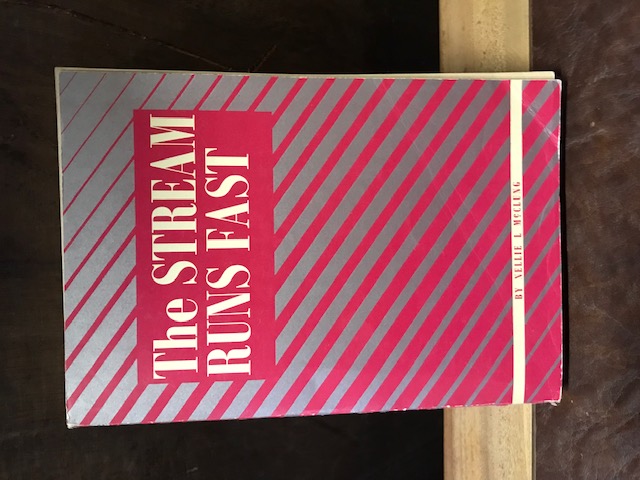 The STREAM
RUNS FAST
BY NELLIE L McCLUNG